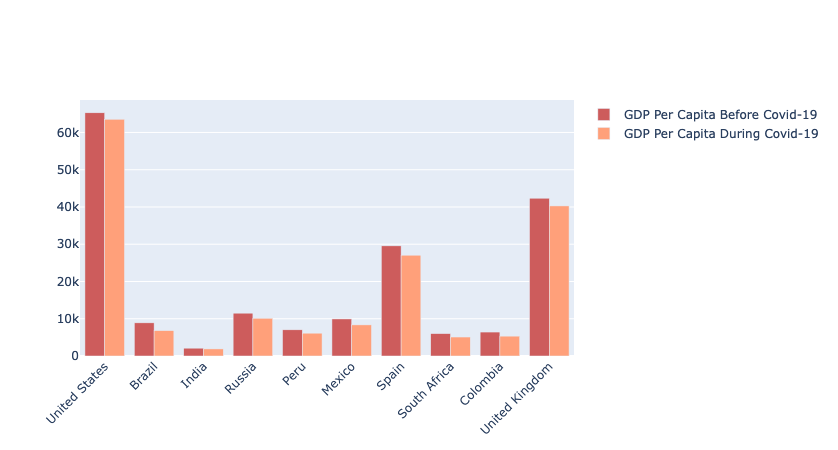 GDP Per Capita Before Covid-19
GDP Per Capita During Covid-19
60k
50k
40k
30k
20k
10k
0
United States
Brazil
India
Russia
Peru
Mexico
Spain
South Africa
Colombia
United Kingdom